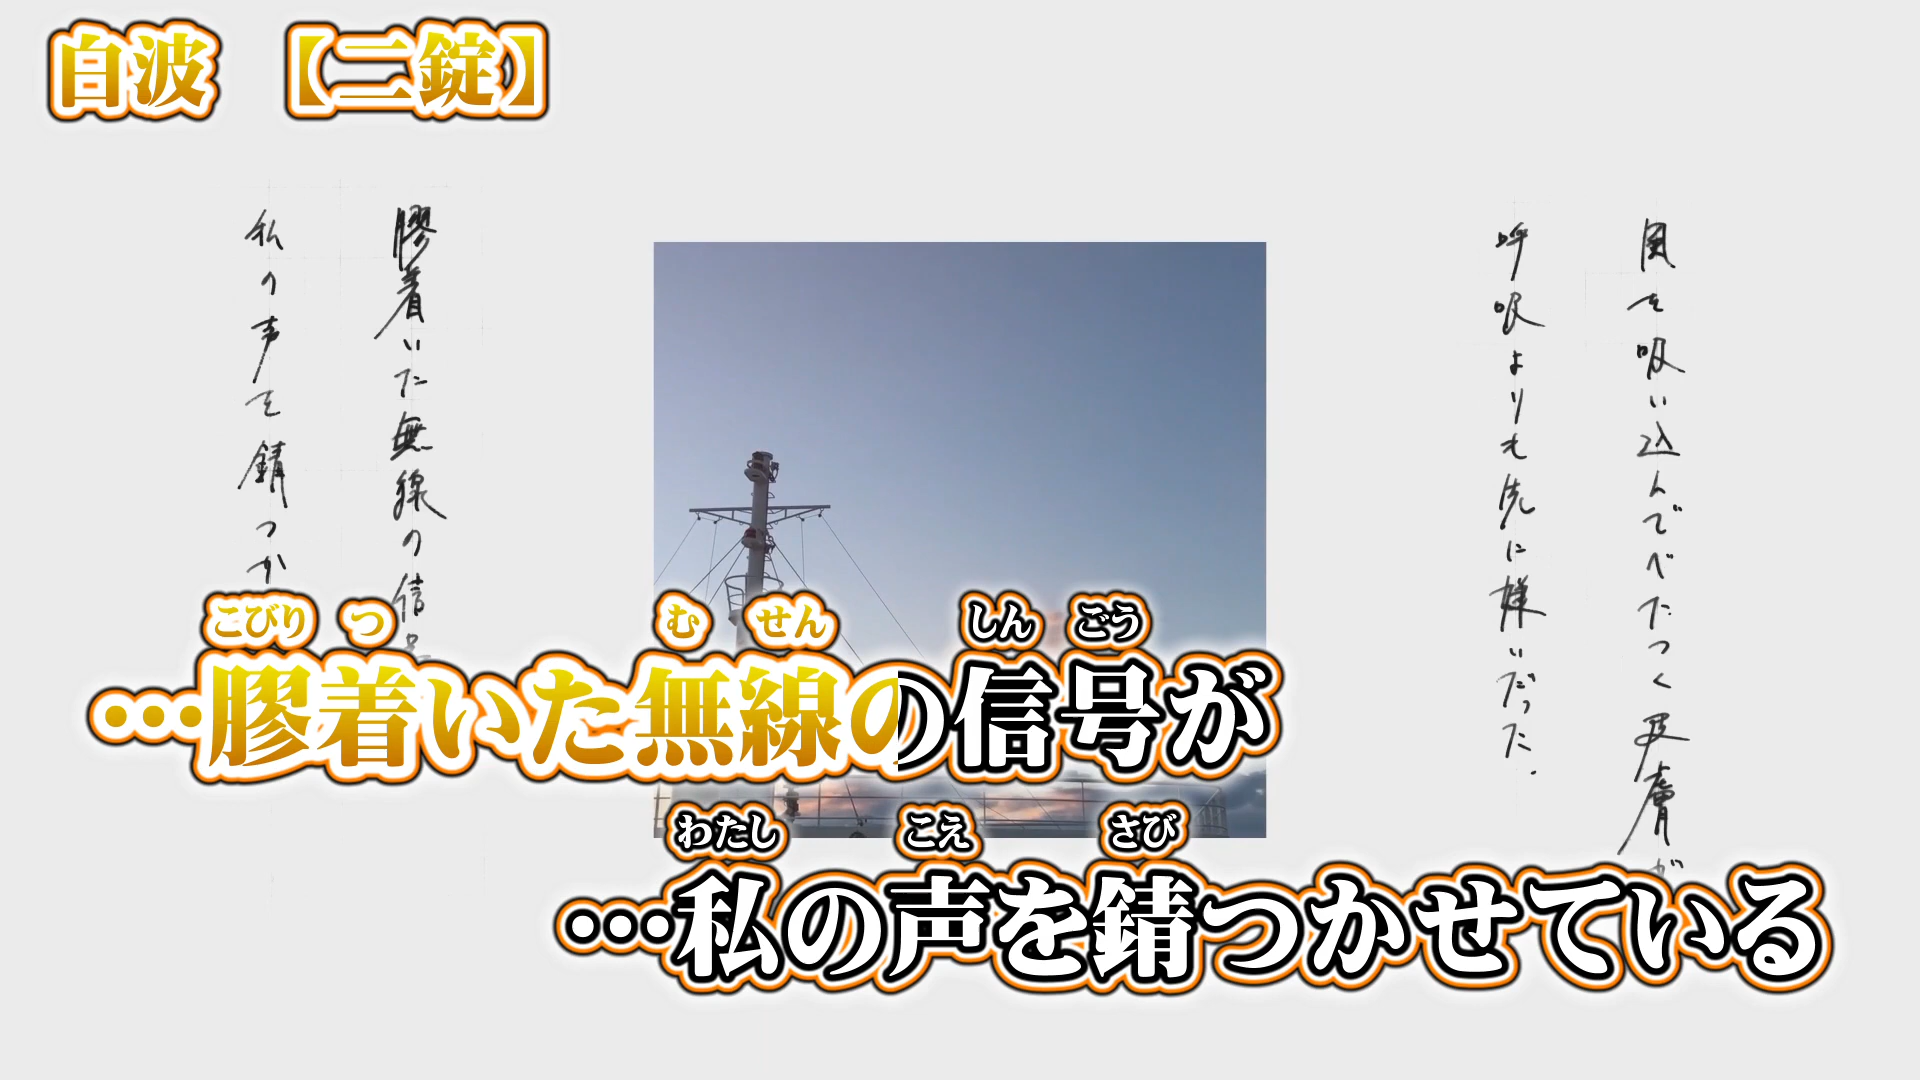 白波 【二錠】
風を吸い込んでべたつく皮膚が
呼吸よりも先に嫌いだった.
膠着いた無線の信号
私の声を錆つか
こびり つ む せん しん ごう
…膠着いた無線の信号が
わたし こえ さび
…私の声を錆つかせている